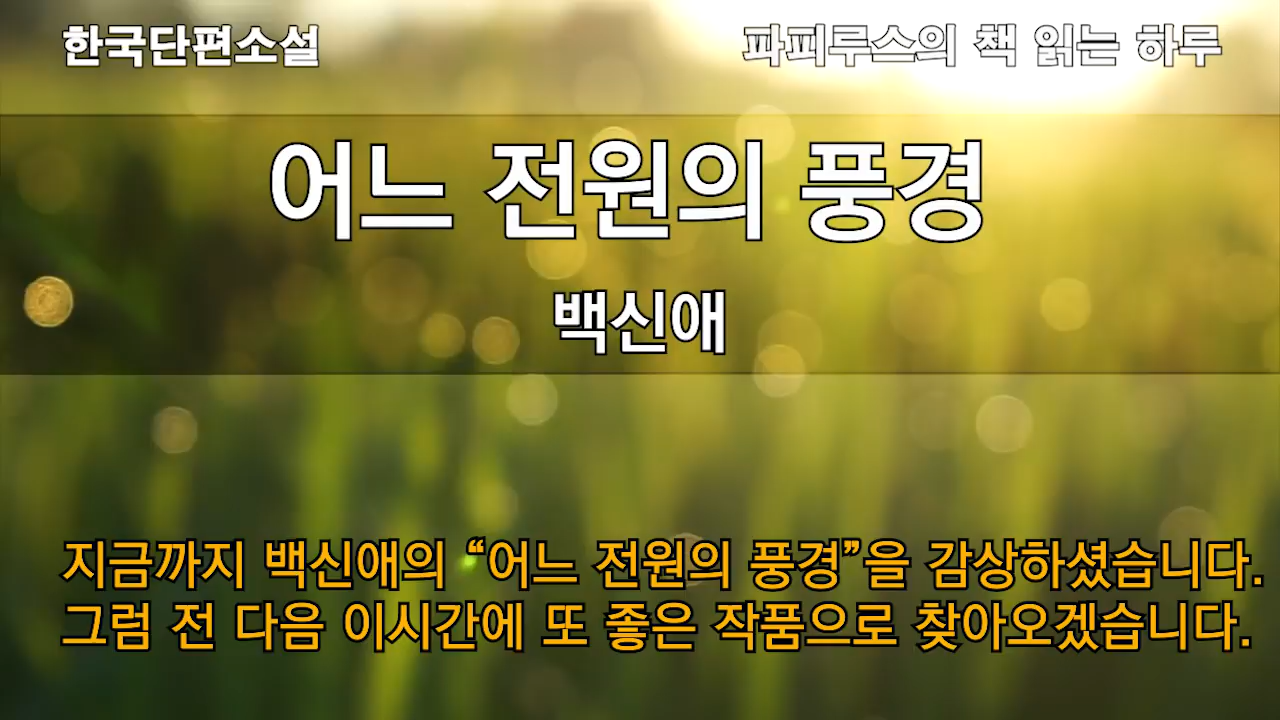 한국단편소설
파피루스의 책 읽는 하루
어느 전원의 풍경
백신애
지금까지 백신애의 “어느 전원의 풍경”을 감상하셨습니다.
그럼 전 다음 이시간에 또 좋은 작품으로 찾아오겠습니다.